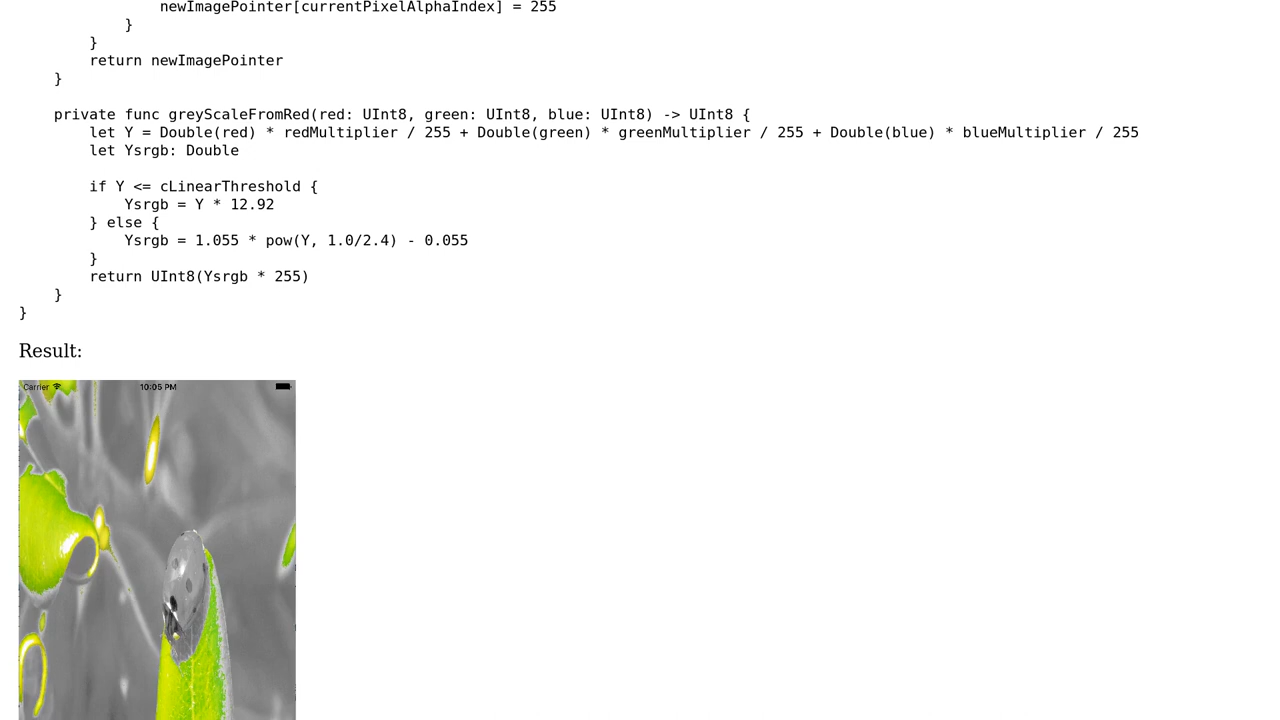 newImagePointer[currentPixelAlphaIndex] = 255
}
}
return newImagePointer
}
private func greyScaleFromRed(red: UInt8, green: UInt8, blue: UInt8) -> UInt8 {
let Y = Double(red) * redMultiplier / 255 + Double(green) * greenMultiplier / 255 + Double(blue) * blueMultiplier / 255
let Ysrgb: Double
if Y <= cLinearThreshold {
Ysrgb = Y * 12.92
} else {
Ysrgb = 1.055 * pow(Y, 1.0/2.4) - 0.055
}
return UInt8(Ysrgb * 255)
}
}
Result:
Carrier 10:05 PM